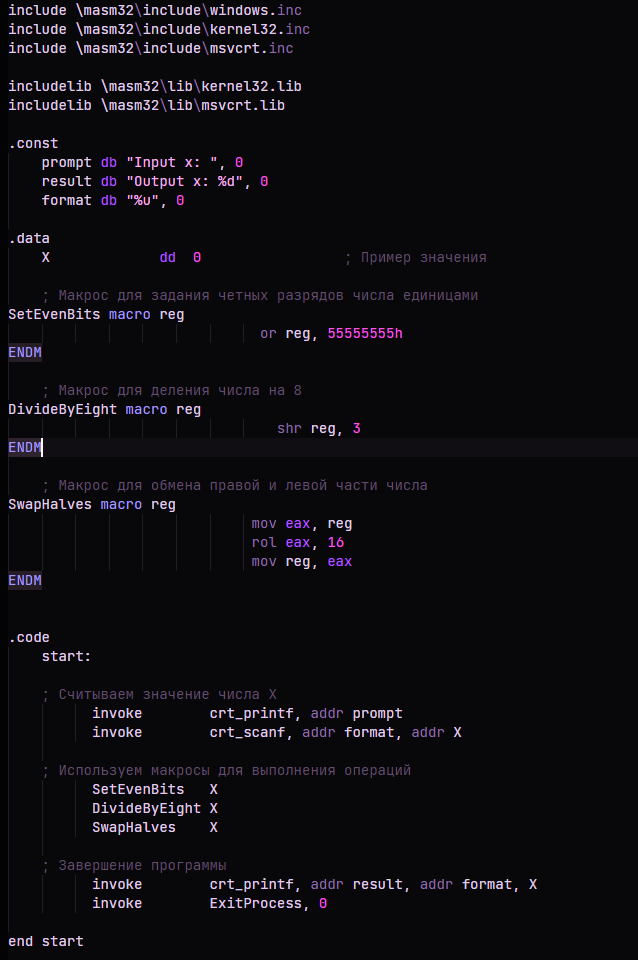 include \masm32\include\windows.inc
include \masm32\include\kernel32.inc
include \masm32\include\msvcrt.inc
includelib \masm32\lib\kernel32.lib
includelib \masm32\lib\msvcrt.lib
.const
prompt db "Input x: ", 0
result db "Output x: %d", 0
format db "%u", 0
.data
X dd 0 ; Пример значения
; Макрос для задания четных разрядов числа единицами
SetEvenBits macro reg
or reg, 55555555h
ENDM
; Макрос для деления числа на 8
DivideByEight macro reg
shr reg, 3
ENDM
; Макрос для обмена правой и левой части числа
SwapHalves macro reg
mov eax, reg
rol eax, 16
mov reg, eax
ENDM
.code
start:
; Считываем значение числа X
invoke crt_printf, addr prompt
invoke crt_scanf, addr format, addr X
; Используем макросы для выполнения операций
SetEvenBits X
DivideByEight X
SwapHalves X
; Завершение программы
invoke crt_printf, addr result, addr format, X
invoke ExitProcess, 0
end start